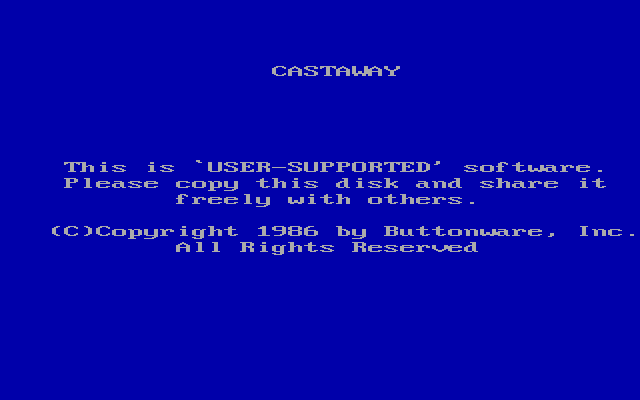 CASTAWAY
This is `USER-SUPPORTED' software.
Please copy this disk and share it
freely with others.
(C)Copyright 1986 by Buttonware, Inc.
All Rights Reserved